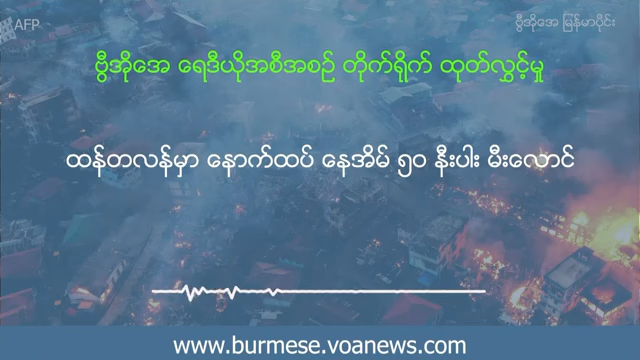 AFP
ဗွီအိုအေ မြန်မာပိုင်း
ဗွီအိုအေ ရေဒီယိုအစီအစဉ် တိုက်ရိုက် ထုတ်လွှင့်မှု
ထန်တလန်မှာ နောက်ထပ် နေအိမ် ၅၀ နီးပါး မီးလောင်
www.burmese.voanews.com